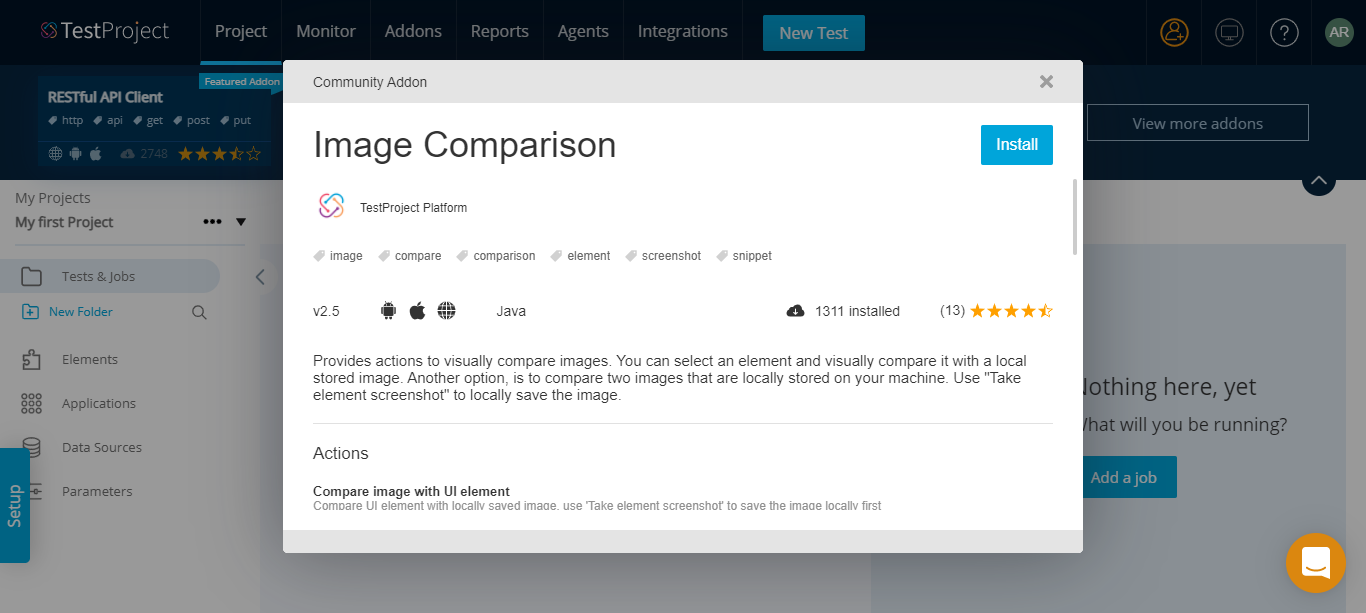 TestProject
Project
Monitor
Addons
Reports
Agents
Integrations
New Test
?
AR
Featured Addon
RESTful API Client
http api get post put
2748
View more addons
Community Addon
Image Comparison
Install
TestProject Platform
image compare comparison element screenshot snippet
v2.5
Java
1311 installed
(13)
Provides actions to visually compare images. You can select an element and visually compare it with a local
stored image. Another option, is to compare two images that are locally stored on your machine. Use "Take
element screenshot" to locally save the image.
Actions
Compare image with UI element
Compare UI element with locally saved image, use 'Take element screenshot' to save the image locally first
My Projects
My first Project
Tests & Jobs
New Folder
Elements
Applications
Data Sources
Parameters
Setup
Nothing here, yet
What will you be running?
Add a job